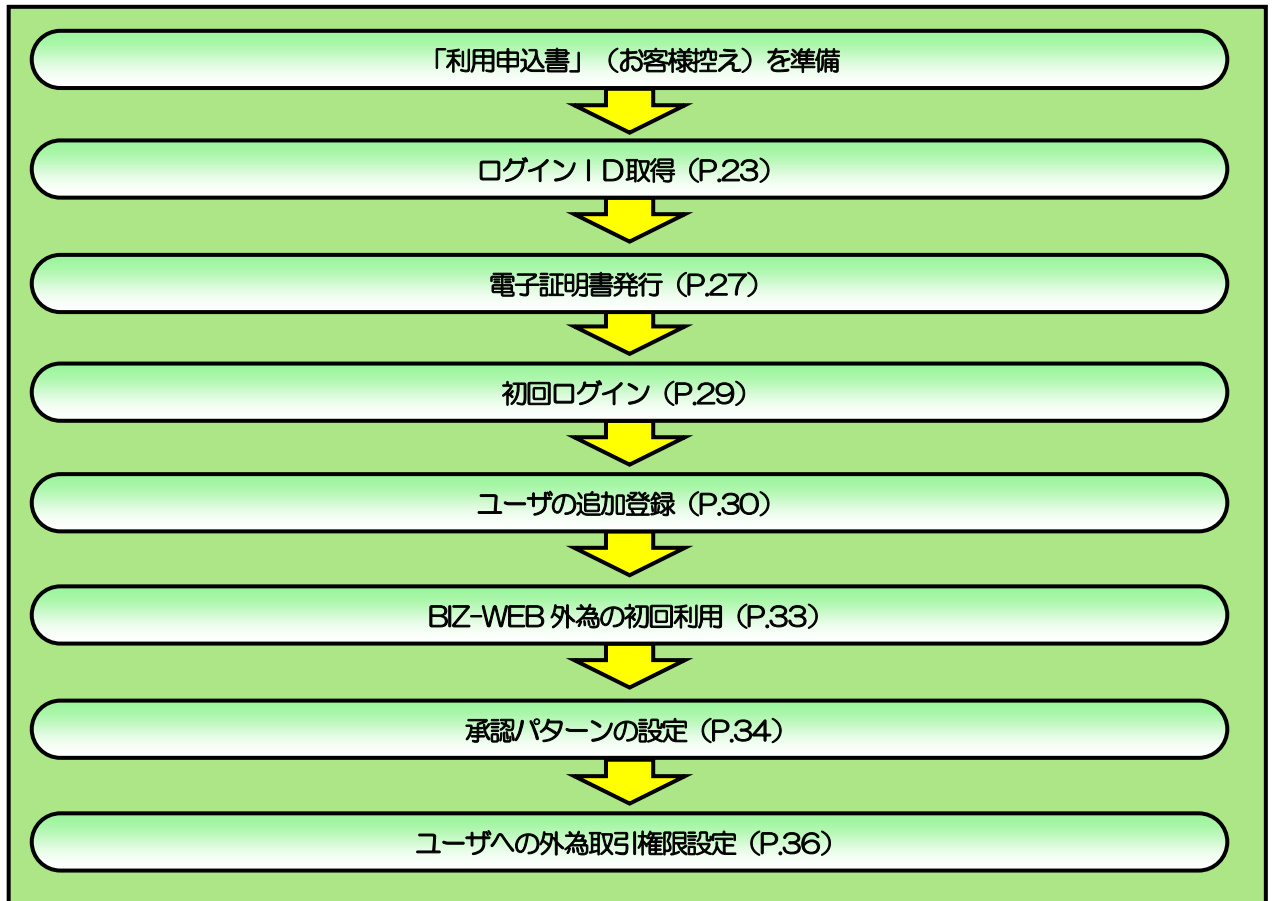 「利用申込書」（お客様控え）を準備
ログインＩＤ取得（P.23）
電子証明書発行（P.27）
初回ログイン（P.29）
ユーザの追加登録（P.30）
BIZ-WEB 外為の初回利用（P.33）
承認パターンの設定（P.34）
ユーザへの外為取引権限設定（P.36）